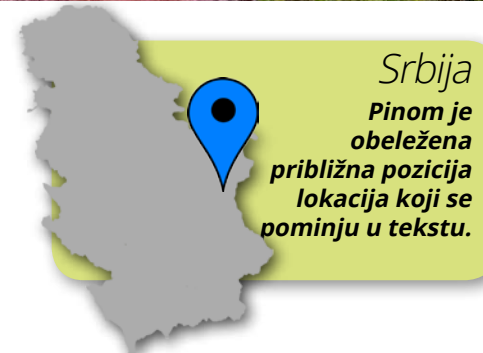 Srbija
Pinom je
obeležena
približna pozicija
lokacija koji se
pominju u tekstu.